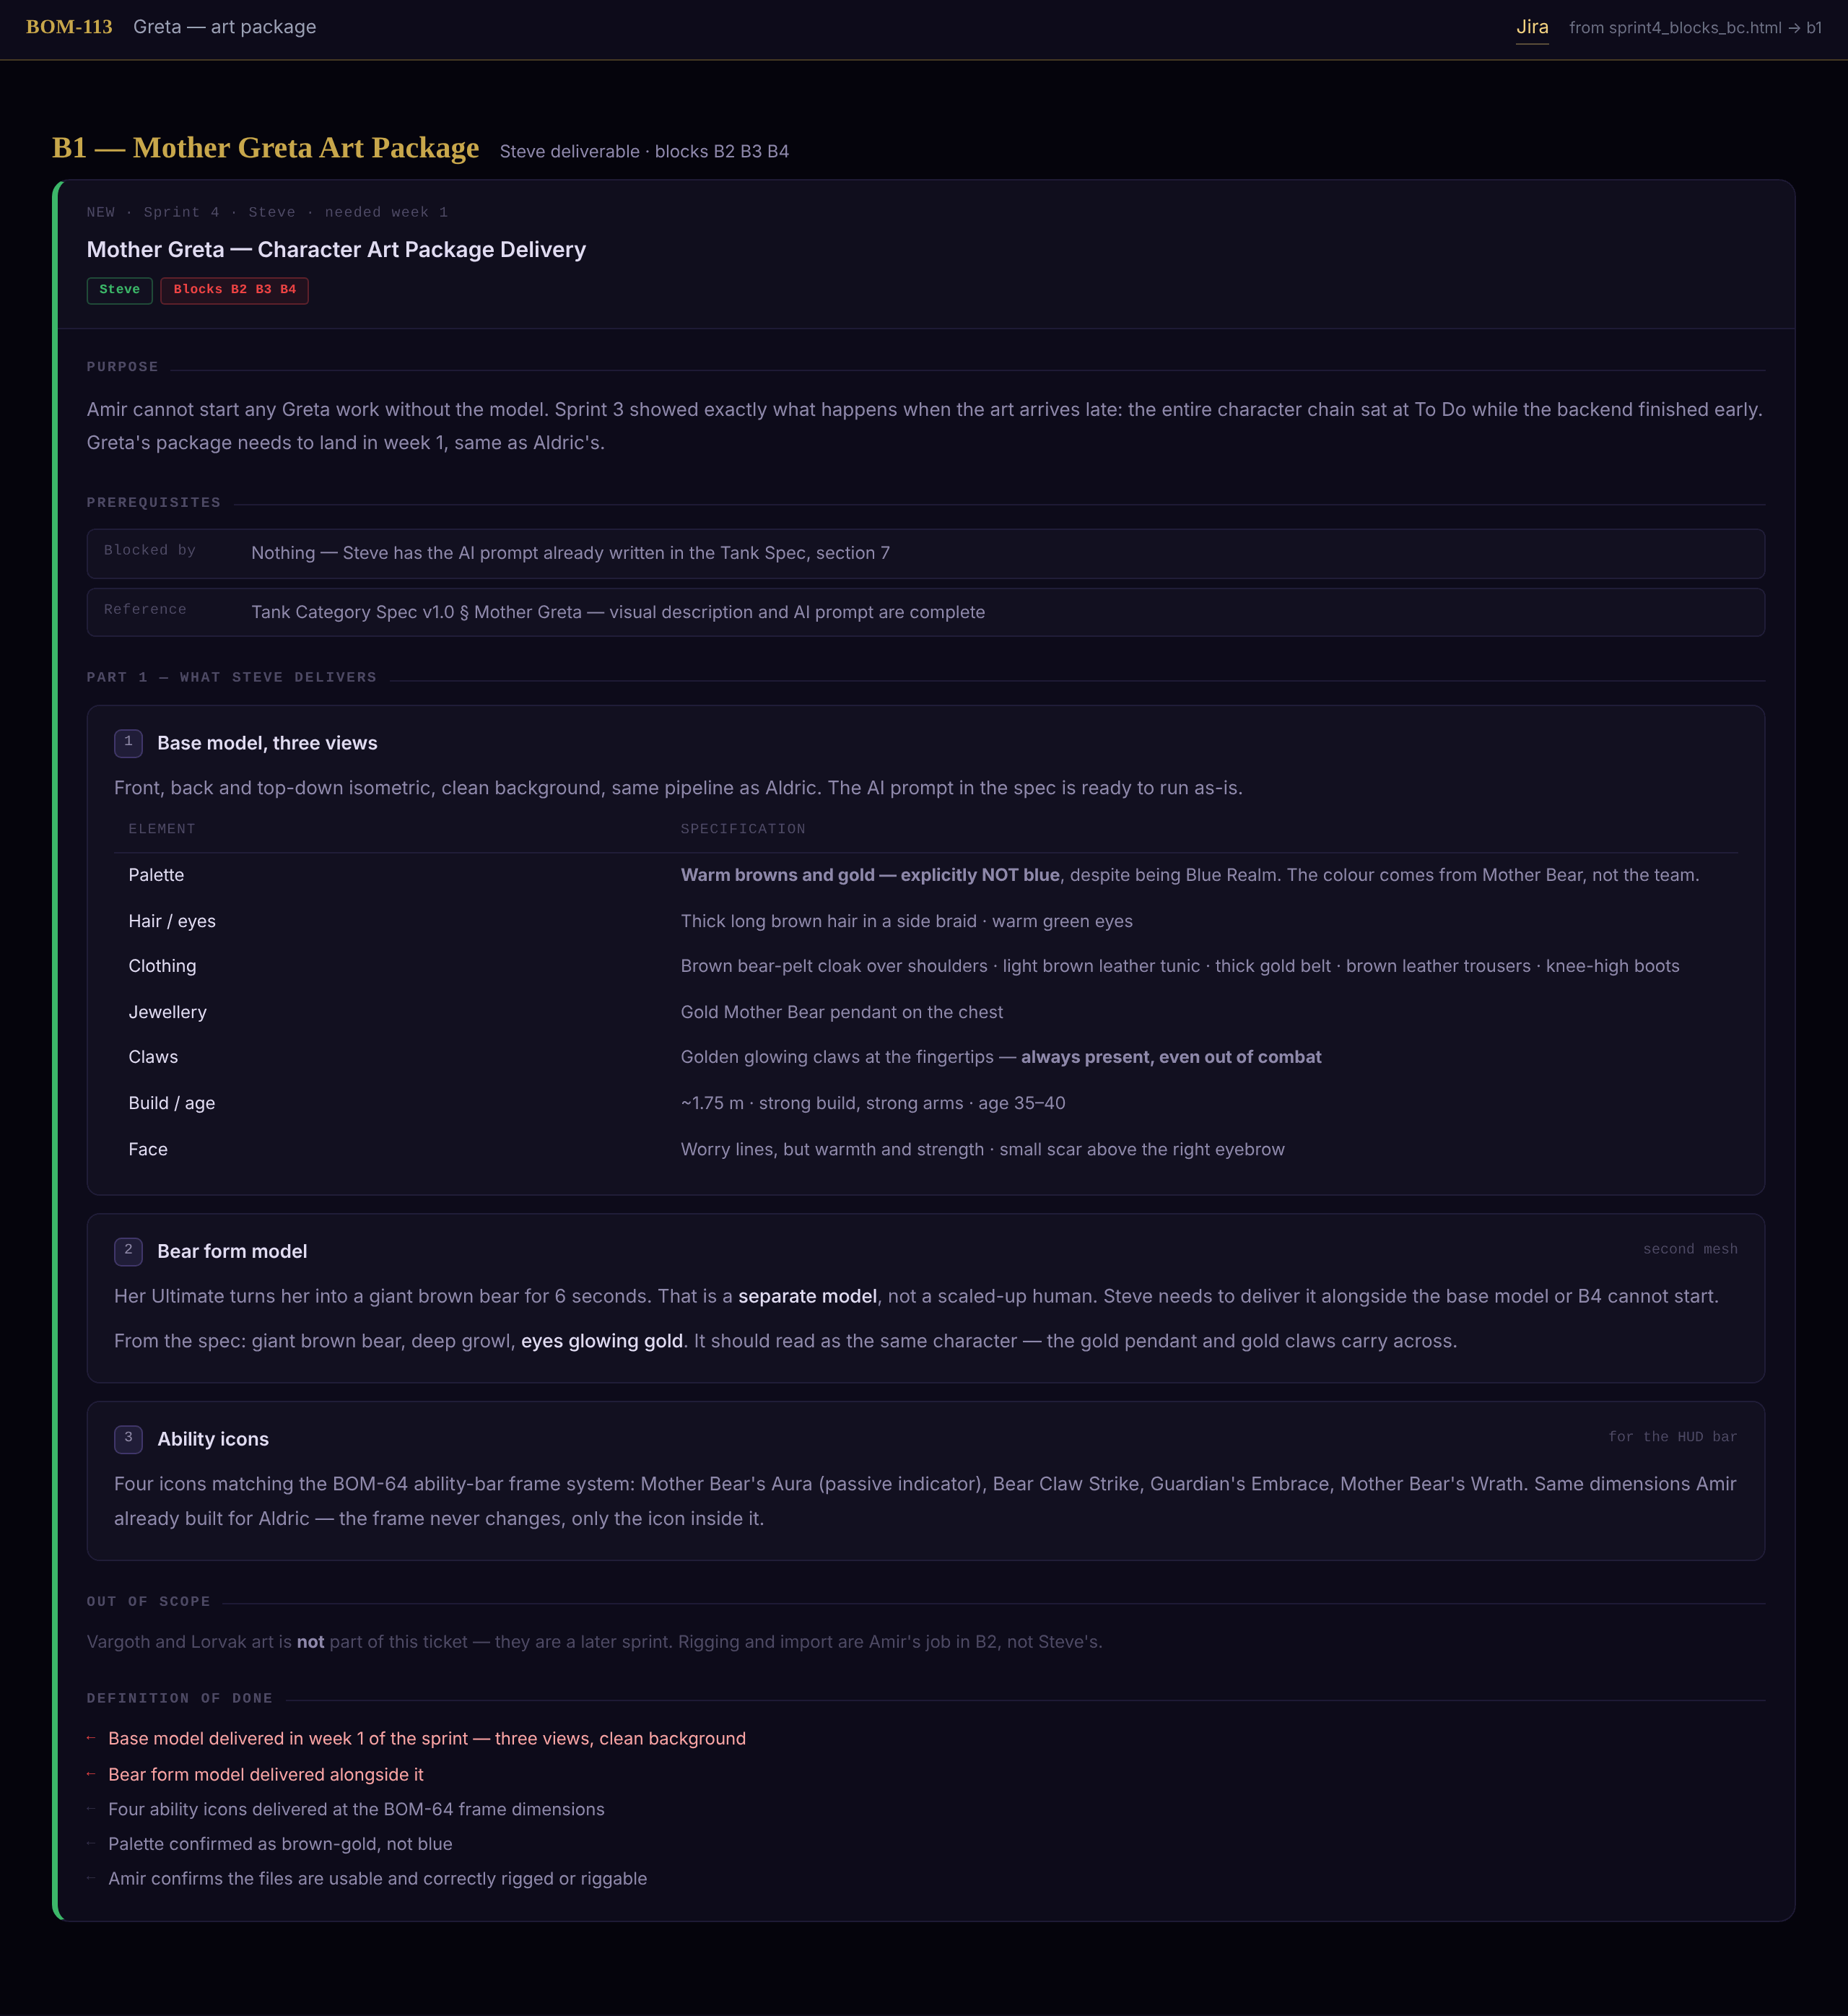 BOM-113 Greta — art package Jira from sprint4_blocks_bc.html → b1
B1 — Mother Greta Art Package Steve deliverable · blocks B2 B3 B4
NEW · Sprint 4 · Steve · needed week 1
Mother Greta — Character Art Package Delivery
Steve Blocks B2 B3 B4
PURPOSE
Amir cannot start any Greta work without the model. Sprint 3 showed exactly what happens when the art arrives late: the entire character chain sat at To Do while the backend finished early.
Greta's package needs to land in week 1, same as Aldric's.
PREREQUISITES
Blocked by Nothing — Steve has the AI prompt already written in the Tank Spec, section 7
Reference Tank Category Spec v1.0 § Mother Greta — visual description and AI prompt are complete
PART 1 — WHAT STEVE DELIVERS
1 Base model, three views
Front, back and top-down isometric, clean background, same pipeline as Aldric. The AI prompt in the spec is ready to run as-is.
ELEMENT SPECIFICATION
Palette Warm browns and gold — explicitly NOT blue, despite being Blue Realm. The colour comes from Mother Bear, not the team.
Hair / eyes Thick long brown hair in a side braid · warm green eyes
Clothing Brown bear-pelt cloak over shoulders · light brown leather tunic · thick gold belt · brown leather trousers · knee-high boots
Jewellery Gold Mother Bear pendant on the chest
Claws Golden glowing claws at the fingertips — always present, even out of combat
Build / age ~1.75 m · strong build, strong arms · age 35–40
Face Worry lines, but warmth and strength · small scar above the right eyebrow
2 Bear form model second mesh
Her Ultimate turns her into a giant brown bear for 6 seconds. That is a separate model, not a scaled-up human. Steve needs to deliver it alongside the base model or B4 cannot start.
From the spec: giant brown bear, deep growl, eyes glowing gold. It should read as the same character — the gold pendant and gold claws carry across.
3 Ability icons for the HUD bar
Four icons matching the BOM-64 ability-bar frame system: Mother Bear's Aura (passive indicator), Bear Claw Strike, Guardian's Embrace, Mother Bear's Wrath. Same dimensions Amir
already built for Aldric — the frame never changes, only the icon inside it.
OUT OF SCOPE
Vargoth and Lorvak art is not part of this ticket — they are a later sprint. Rigging and import are Amir's job in B2, not Steve's.
DEFINITION OF DONE
← Base model delivered in week 1 of the sprint — three views, clean background
← Bear form model delivered alongside it
← Four ability icons delivered at the BOM-64 frame dimensions
← Palette confirmed as brown-gold, not blue
← Amir confirms the files are usable and correctly rigged or riggable